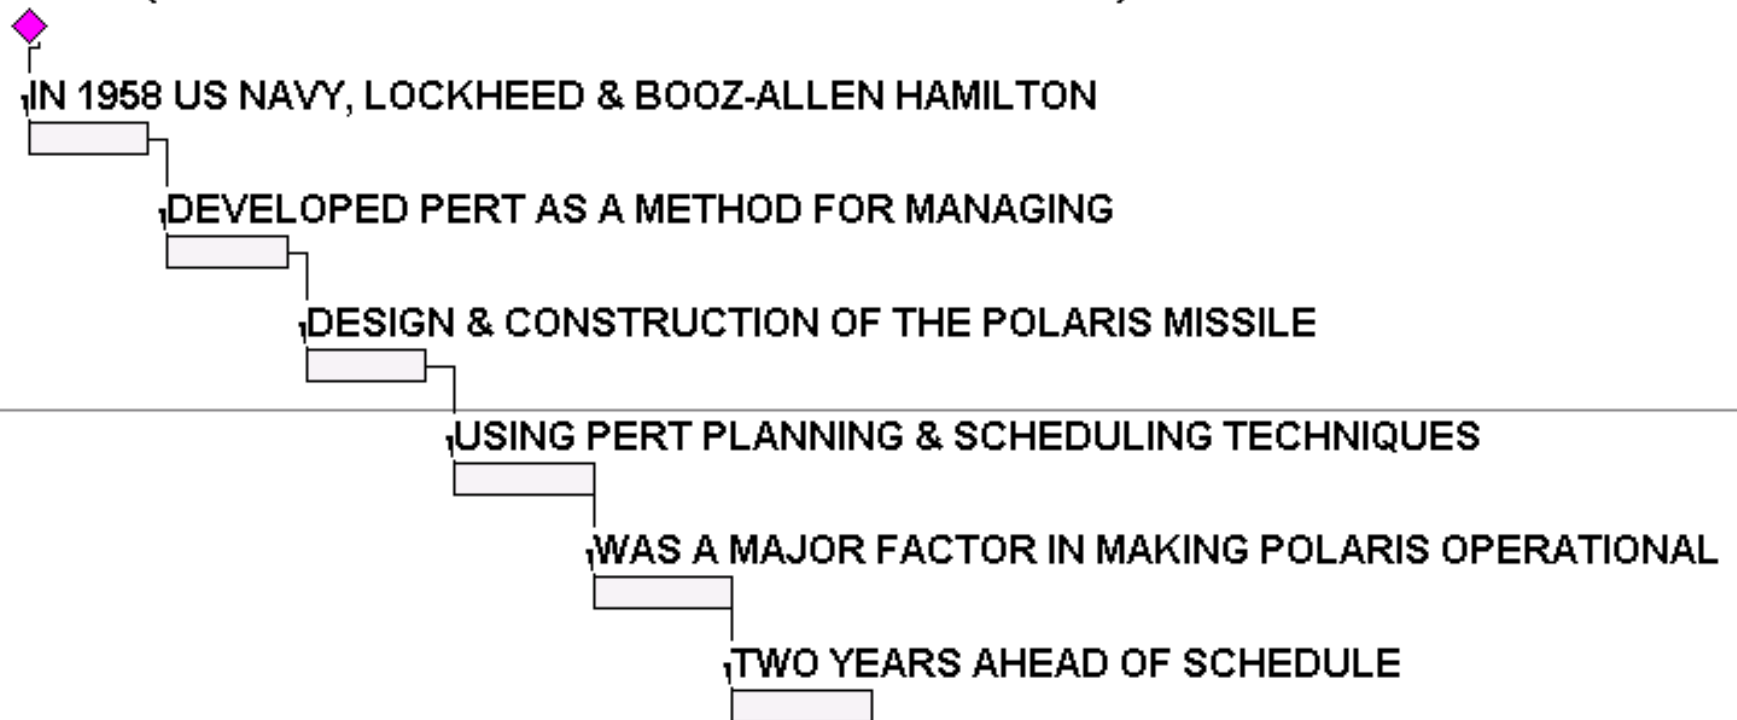 IN 1958 US NAVY, LOCKHEED & BOOZ-ALLEN HAMILTON
DEVELOPED PERT AS A METHOD FOR MANAGING
DESIGN & CONSTRUCTION OF THE POLARIS MISSILE
USING PERT PLANNING & SCHEDULING TECHNIQUES
WAS A MAJOR FACTOR IN MAKING POLARIS OPERATIONAL
TWO YEARS AHEAD OF SCHEDULE